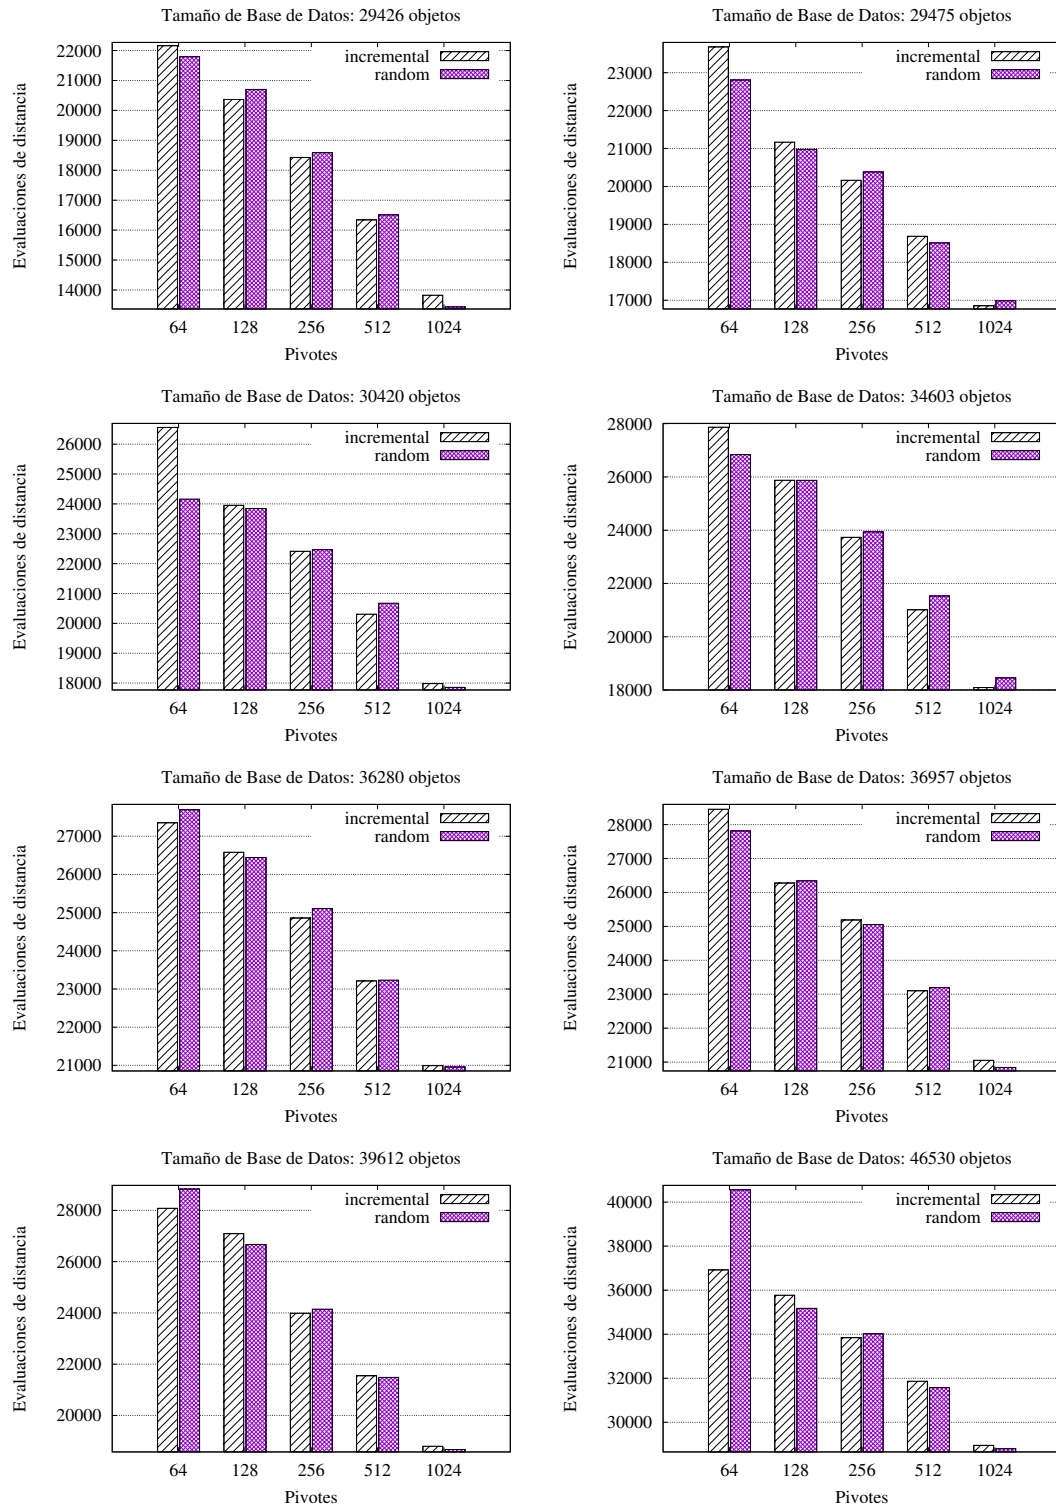 Tamaño de Base de Datos: 29426 objetos
Evaluaciones de distancia
22000
21000
20000
19000
18000
17000
16000
15000
14000
incremental
random
64 128 256 512 1024
Pivotes
Tamaño de Base de Datos: 29475 objetos
Evaluaciones de distancia
23000
22000
21000
20000
19000
18000
17000
incremental
random
64 128 256 512 1024
Pivotes
Tamaño de Base de Datos: 30420 objetos
Evaluaciones de distancia
26000
25000
24000
23000
22000
21000
20000
19000
18000
incremental
random
64 128 256 512 1024
Pivotes
Tamaño de Base de Datos: 34603 objetos
Evaluaciones de distancia
28000
26000
24000
22000
20000
18000
incremental
random
64 128 256 512 1024
Pivotes
Tamaño de Base de Datos: 36280 objetos
Evaluaciones de distancia
27000
26000
25000
24000
23000
22000
21000
incremental
random
64 128 256 512 1024
Pivotes
Tamaño de Base de Datos: 36957 objetos
Evaluaciones de distancia
28000
27000
26000
25000
24000
23000
22000
21000
incremental
random
64 128 256 512 1024
Pivotes
Tamaño de Base de Datos: 39612 objetos
Evaluaciones de distancia
28000
26000
24000
22000
20000
incremental
random
64 128 256 512 1024
Pivotes
Tamaño de Base de Datos: 46530 objetos
Evaluaciones de distancia
40000
38000
36000
34000
32000
30000
incremental
random
64 128 256 512 1024
Pivotes